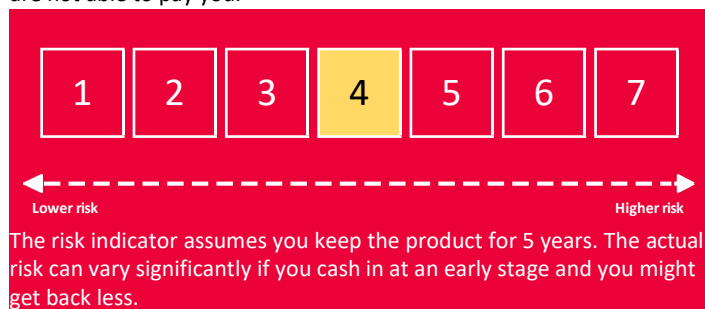 are not able to pay you.
1 2 3 4 5 6 7
Lower risk Higher risk
The risk indicator assumes you keep the product for 5 years. The actual
risk can vary significantly if you cash in at an early stage and you might
get back less.